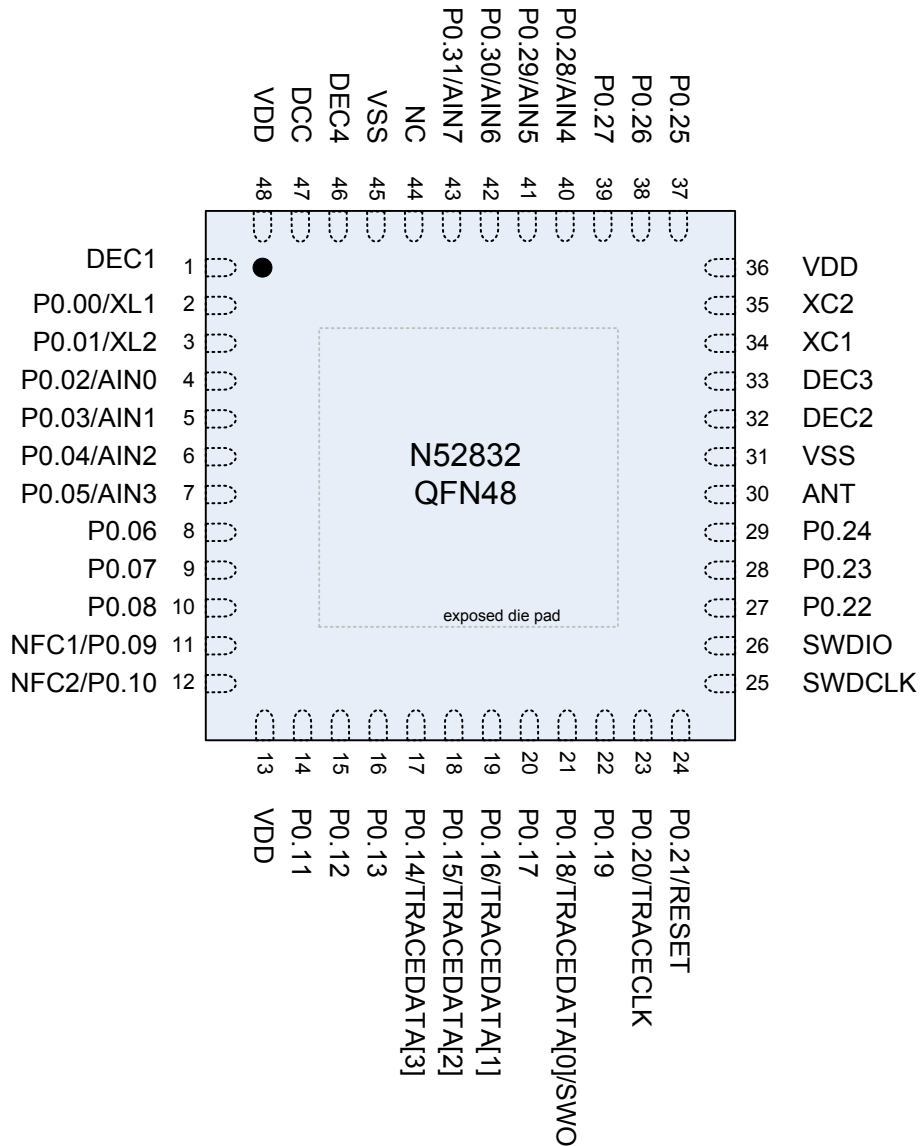 VDD
DCC
DEC4
VSS
NC
P0.31/AIN7
P0.30/AIN6
P0.29/AIN5
P0.28/AIN4
P0.27
P0.26
P0.25
48
47
46
45
44
43
42
41
40
39
38
37
DEC1 1
P0.00/XL1 2
P0.01/XL2 3
P0.02/AIN0 4
P0.03/AIN1 5
P0.04/AIN2 6
P0.05/AIN3 7
P0.06 8
P0.07 9
P0.08 10
NFC1/P0.09 11
NFC2/P0.10 12
N52832
QFN48
exposed die pad
36 VDD
35 XC2
34 XC1
33 DEC3
32 DEC2
31 VSS
30 ANT
29 P0.24
28 P0.23
27 P0.22
26 SWDIO
25 SWDCLK
13
14
15
16
17
18
19
20
21
22
23
24
VDD
P0.11
P0.12
P0.13
P0.14/TRACEDATA[3]
P0.15/TRACEDATA[2]
P0.16/TRACEDATA[1]
P0.17
P0.18/TRACEDATA[0]/SWO
P0.19
P0.20/TRACECLK
P0.21/RESET